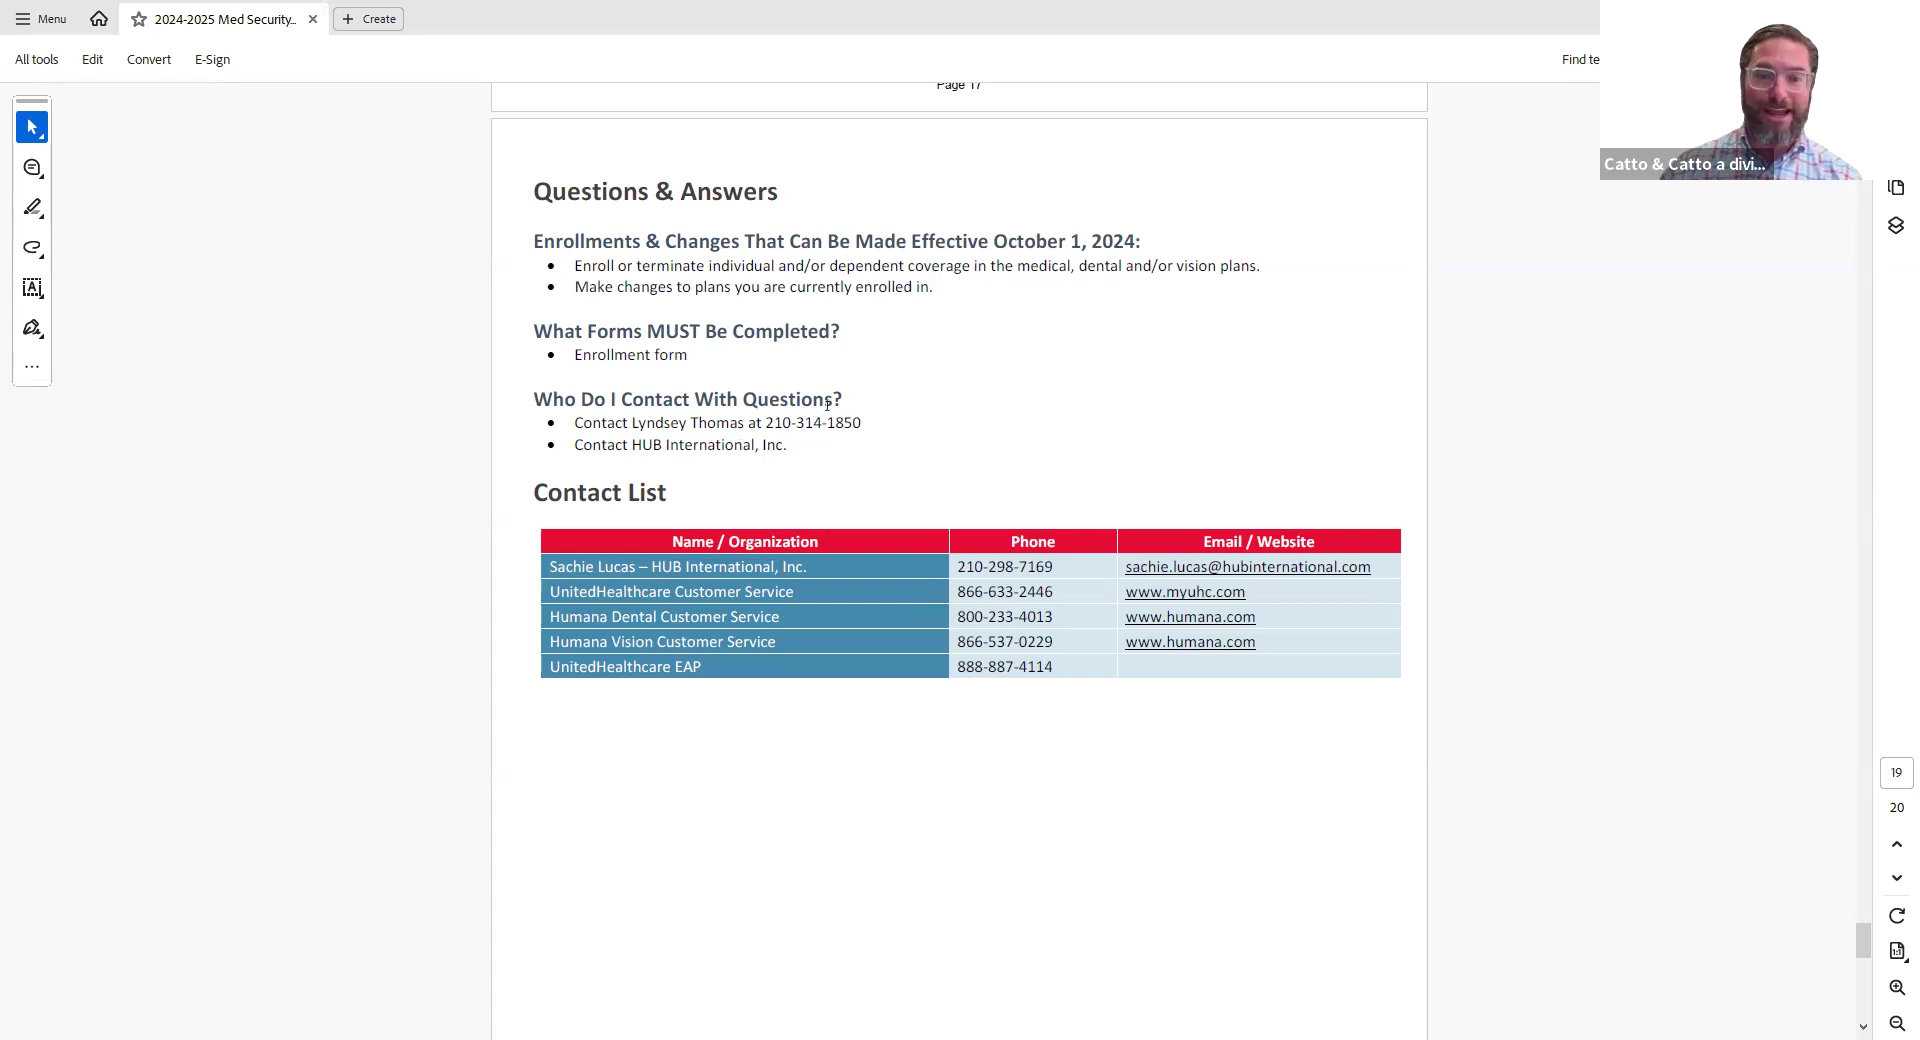 Menu
2024-2025 Med Security...
Create
All tools
Edit
Convert
E-Sign
Find te
Catto & Catto a divi...
Page 17
Questions & Answers
Enrollments & Changes That Can Be Made Effective October 1, 2024:
• Enroll or terminate individual and/or dependent coverage in the medical, dental and/or vision plans.
• Make changes to plans you are currently enrolled in.
What Forms MUST Be Completed?
• Enrollment form
Who Do I Contact With Questions?
• Contact Lyndsey Thomas at 210-314-1850
• Contact HUB International, Inc.
Contact List
Name / Organization Phone Email / Website
Sachie Lucas – HUB International, Inc. 210-298-7169 sachie.lucas@hubinternational.com
UnitedHealthcare Customer Service 866-633-2446 www.myuhc.com
Humana Dental Customer Service 800-233-4013 www.humana.com
Humana Vision Customer Service 866-537-0229 www.humana.com
UnitedHealthcare EAP 888-887-4114
19
20